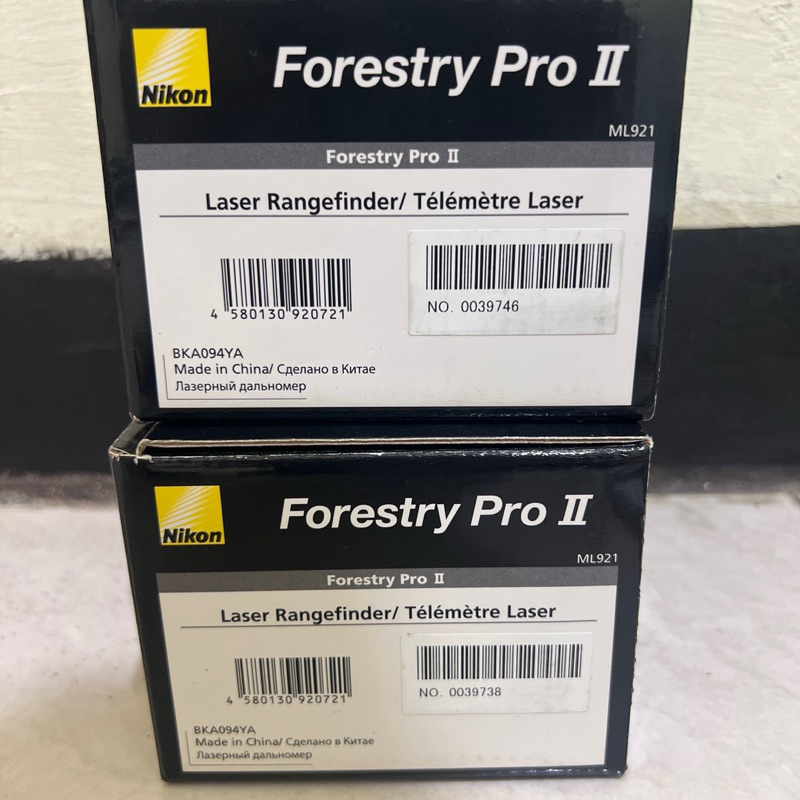 Nikon
Forestry Pro II
ML921
Forestry Pro II
Laser Rangefinder/ Télémètre Laser
4 580130 920721
NO. 0039746
BKA094YA
Made in China/ Сделано в Китае
Лазерный дальномер
Nikon
Forestry Pro II
ML921
Forestry Pro II
Laser Rangefinder/ Télémètre Laser
4 580130 920721
NO. 0039738
BKA094YA
Made in China/ Сделано в Китае
Лазерный дальномер